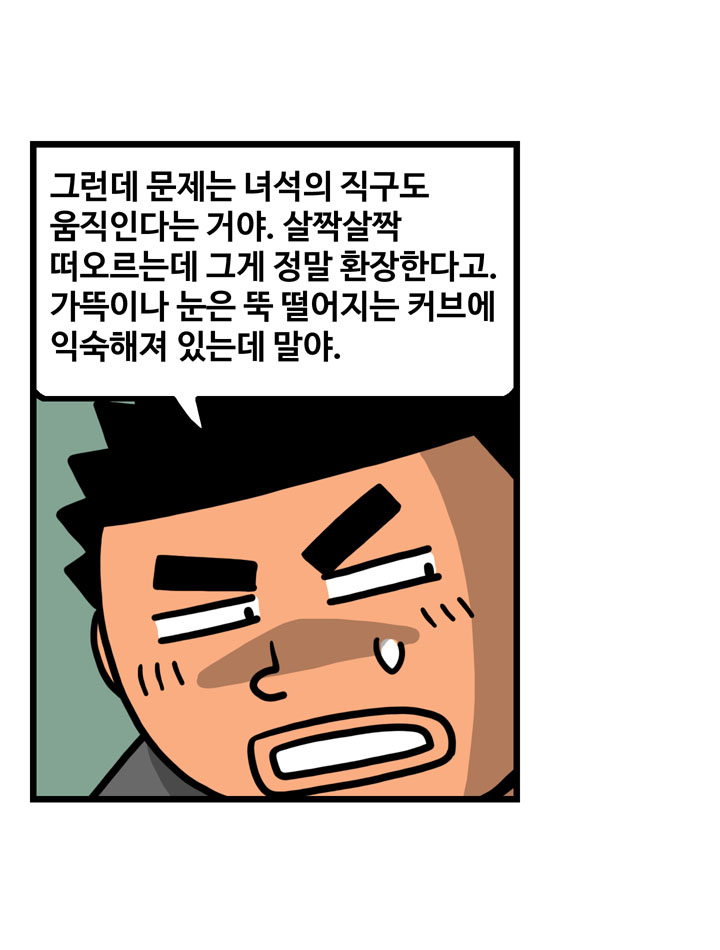 그런데 문제는 녀석의 직구도
움직인다는 거야. 살짝살짝
떠오르는데 그게 정말 환장한다고.
가뜩이나 눈은 뚝 떨어지는 커브에
익숙해져 있는데 말야.